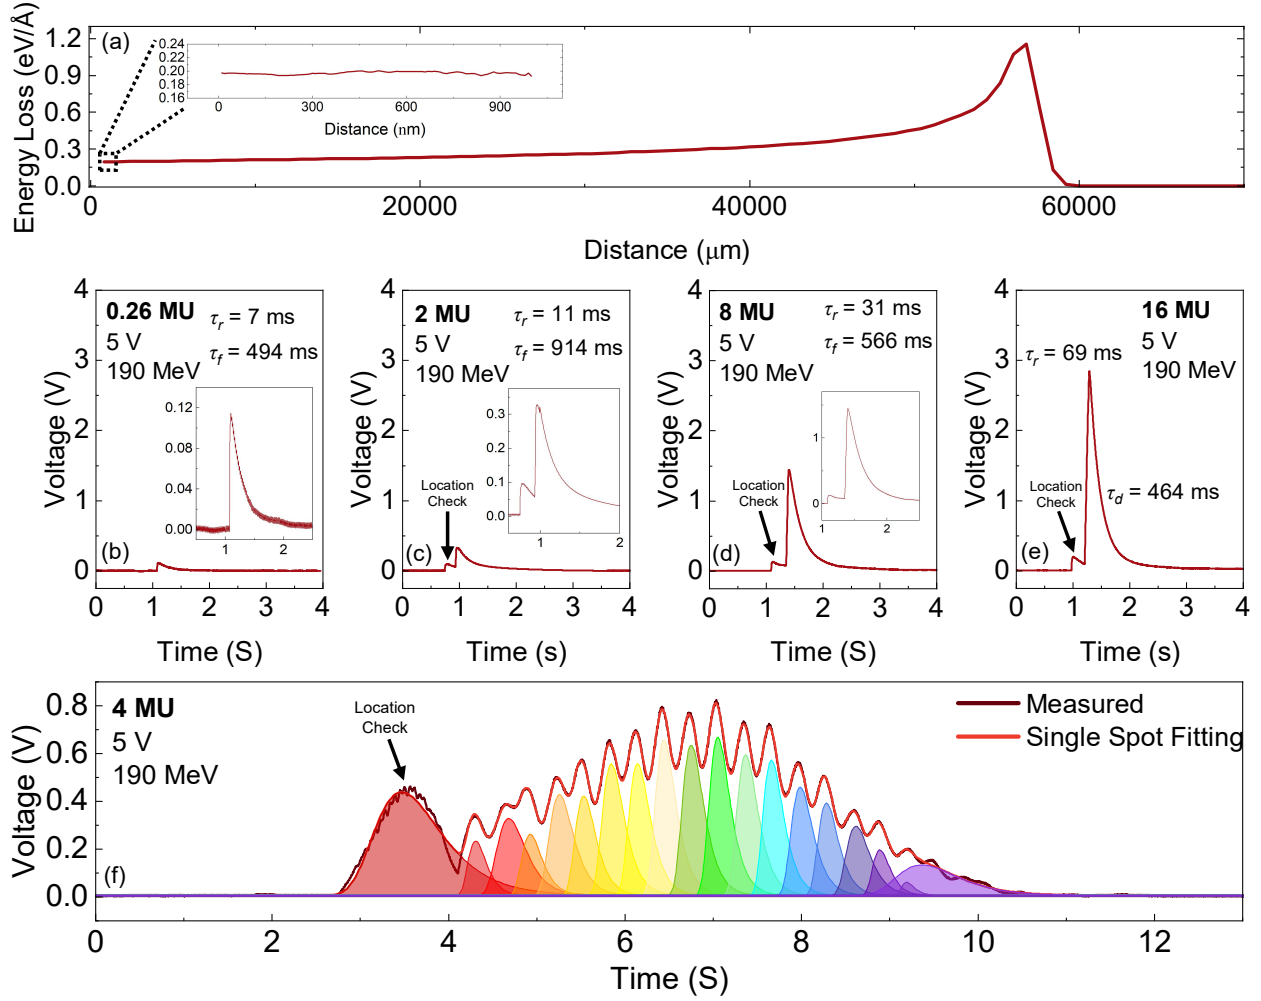 (a)
Energy Loss (eV/Å)
1.2
0.9
0.6
0.3
0.0
0.24
0.22
0.20
0.18
0.16
0 300 600 900
Distance (nm)
0 20000 40000 60000
Distance (μm)
0.26 MU
5 V
190 MeV
τr = 7 ms
τf = 494 ms
Voltage (V)
4
3
2
1
0
0.12
0.08
0.04
0.00
1 2
(b)
0 1 2 3 4
Time (S)
2 MU
5 V
190 MeV
τr = 11 ms
τf = 914 ms
Voltage (V)
4
3
2
1
0
0.3
0.2
0.1
0.0
1 2
Location
Check
(c)
0 1 2 3 4
Time (s)
8 MU
5 V
190 MeV
τr = 31 ms
τf = 566 ms
Voltage (V)
4
3
2
1
0
1
0
1 2
Location
Check
(d)
0 1 2 3 4
Time (S)
16 MU
5 V
190 MeV
τr = 69 ms
τd = 464 ms
Voltage (V)
4
3
2
1
0
Location
Check
(e)
0 1 2 3 4
Time (s)
4 MU
5 V
190 MeV
Location
Check
Measured
Single Spot Fitting
Voltage (V)
0.8
0.6
0.4
0.2
0.0
(f)
0 2 4 6 8 10 12
Time (S)